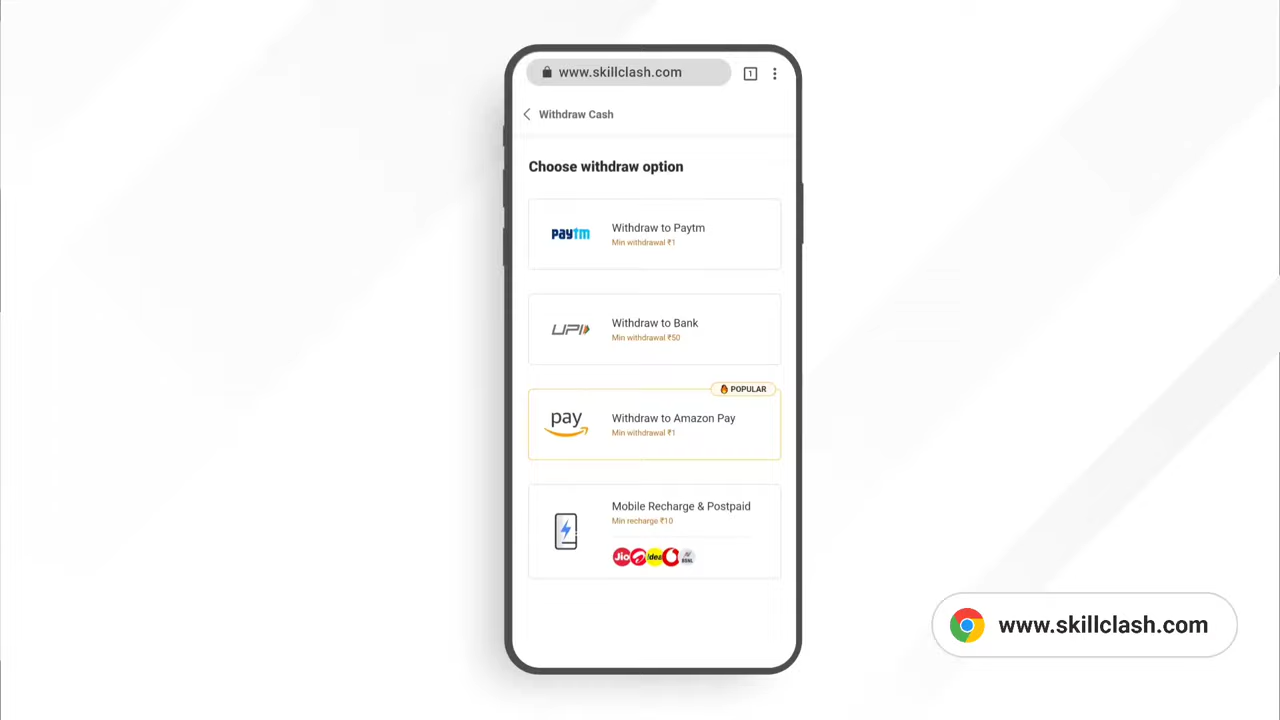 www.skillclash.com
1
Withdraw Cash
Choose withdraw option
paytm
Withdraw to Paytm
Min withdrawal ₹1
UPI
Withdraw to Bank
Min withdrawal ₹50
POPULAR
pay
Withdraw to Amazon Pay
Min withdrawal ₹1
Mobile Recharge & Postpaid
Min recharge ₹10
Jio
idea
BSNL
www.skillclash.com